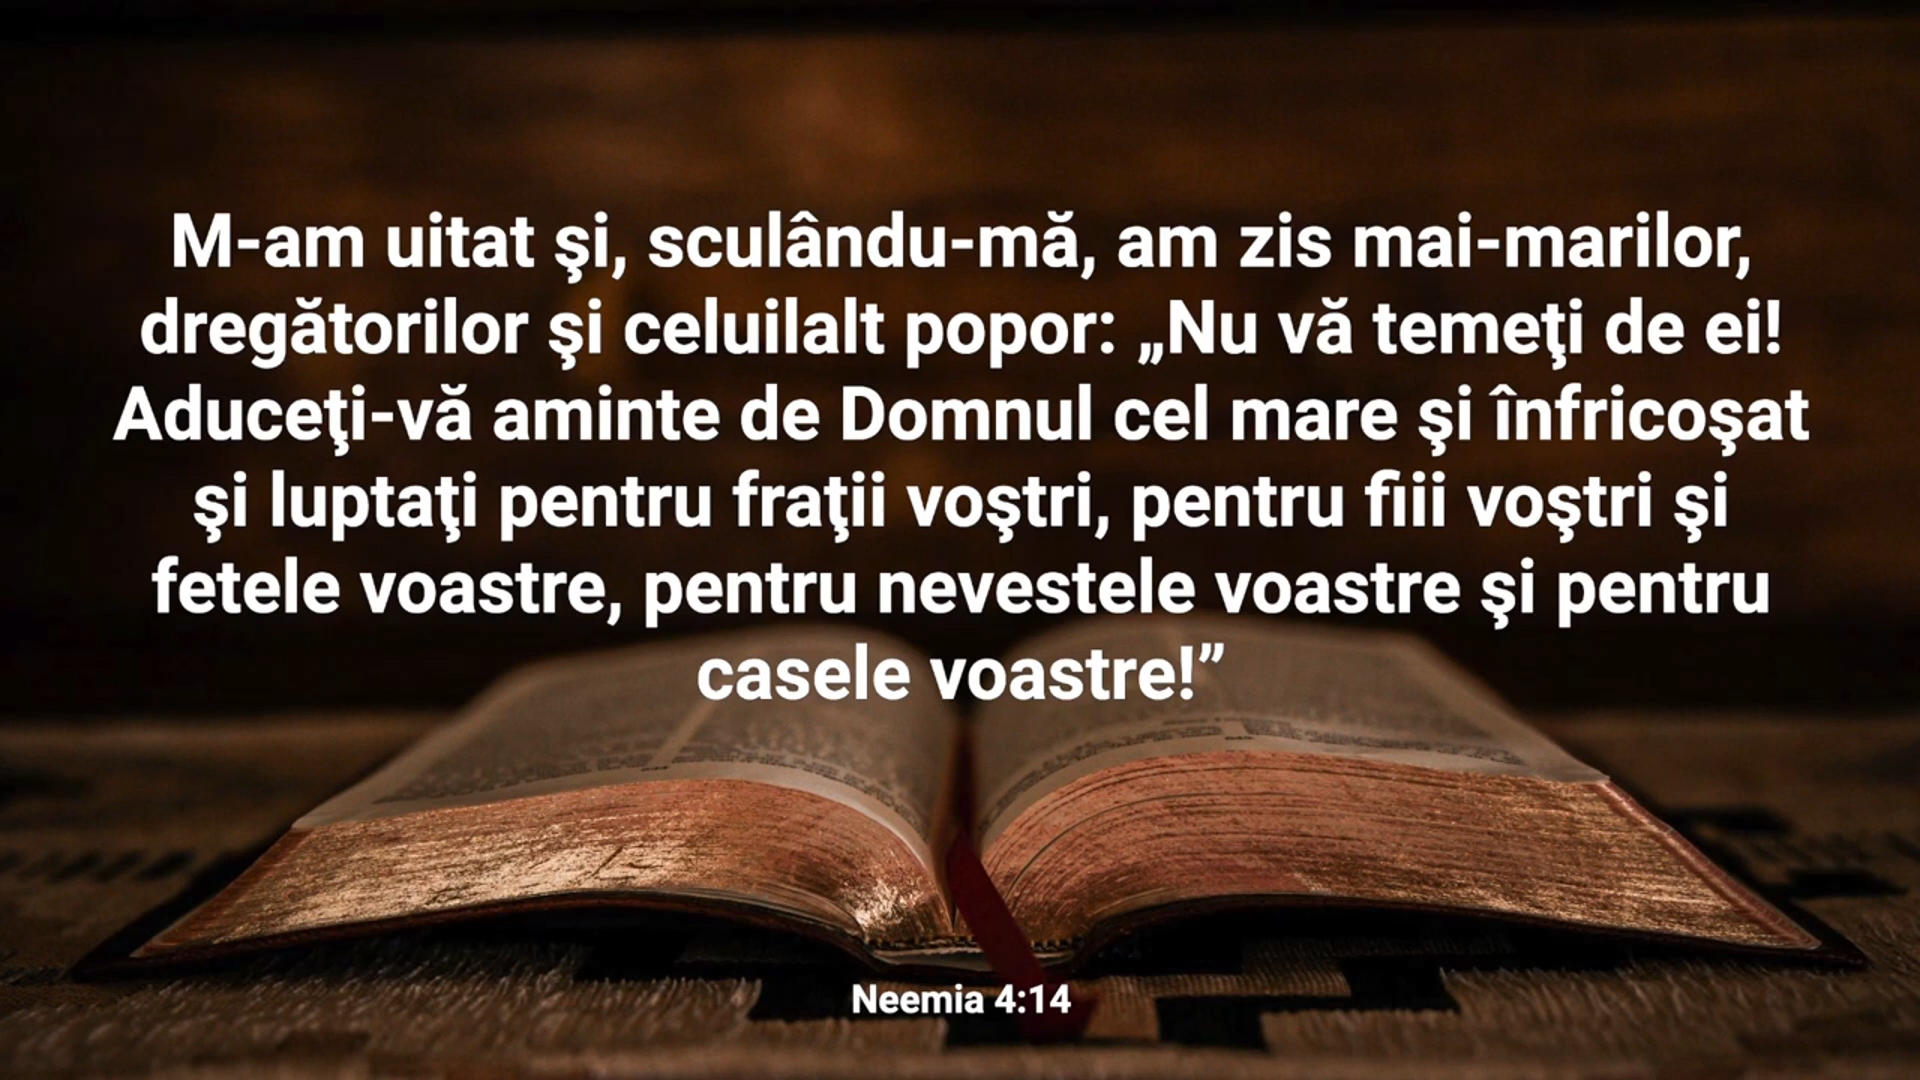 M-am uitat şi, sculându-mă, am zis mai-marilor,
dregătorilor şi celuilalt popor: „Nu vă temeţi de ei!
Aduceţi-vă aminte de Domnul cel mare şi înfricoşat
şi luptaţi pentru fraţii voştri, pentru fiii voştri şi
fetele voastre, pentru nevestele voastre şi pentru
casele voastre!”
Neemia 4:14